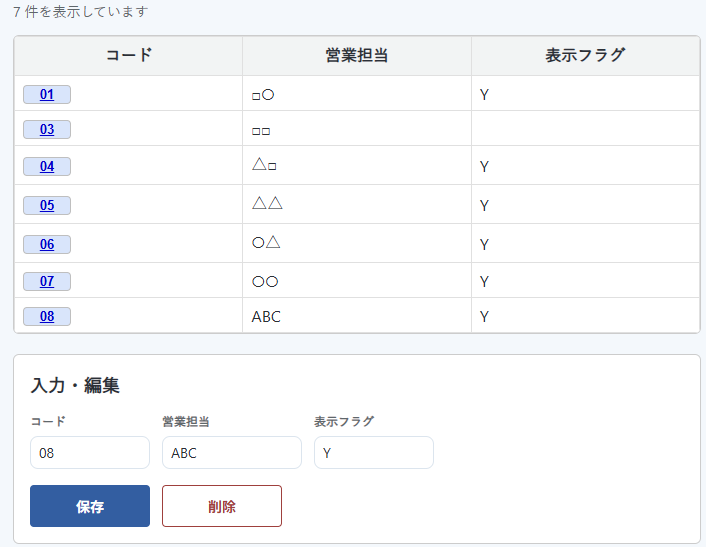 7 件を表示しています
コード 営業担当 表示フラグ
01 □〇 Y
03 □□
04 △□ Y
05 △△ Y
06 〇△ Y
07 〇〇 Y
08 ABC Y
入力・編集
コード 営業担当 表示フラグ
08 ABC Y
保存 削除